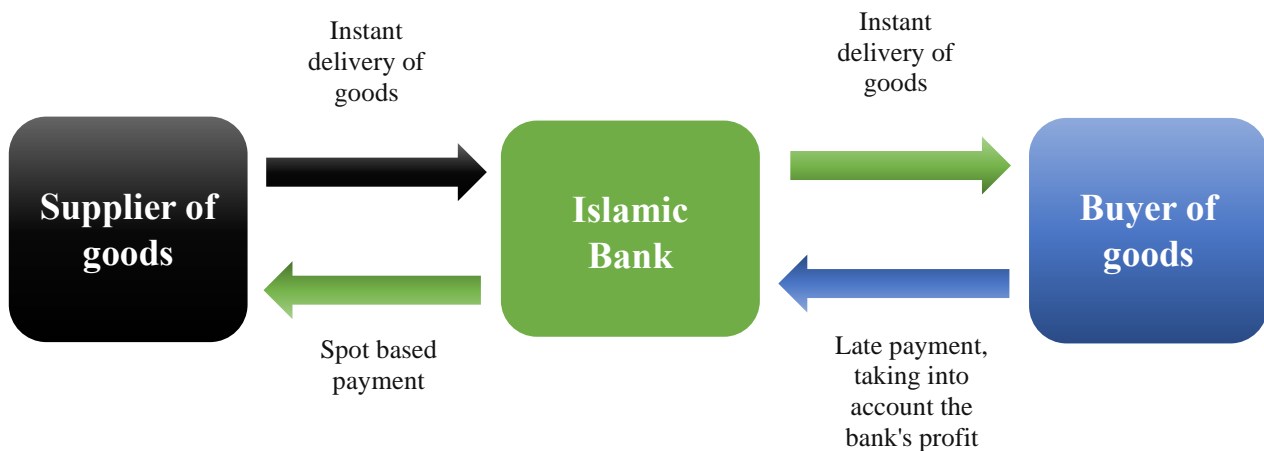 Instant
delivery of
goods
Instant
delivery of
goods
Supplier of
goods
Islamic
Bank
Buyer of
goods
Spot based
payment
Late payment,
taking into
account the
bank's profit